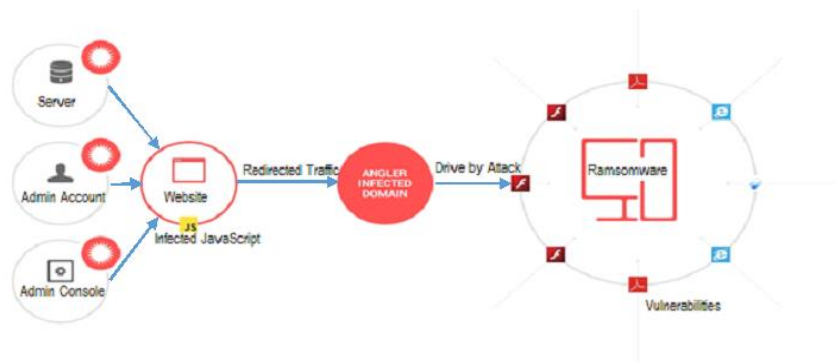 Server
Admin Account
Admin Console
Website
JS
Infected JavaScript
Redirected Traffic
ANGLER
INFECTED
DOMAIN
Drive by Attack
Ramsomware
Vulnerabilities